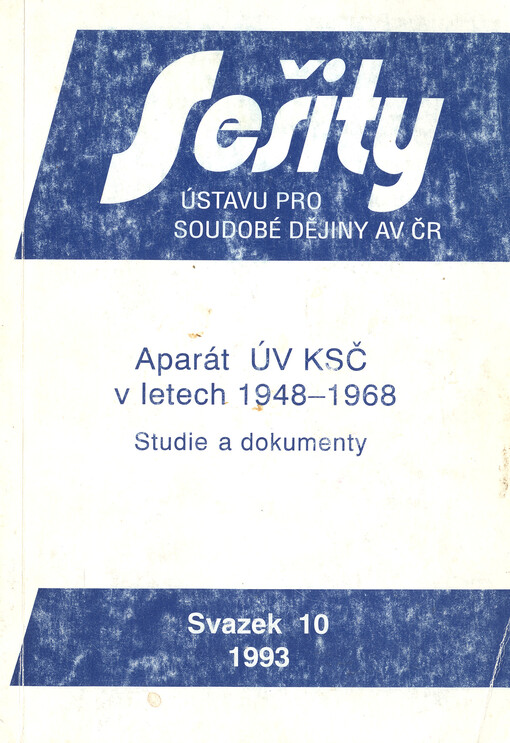 Sešity
ÚSTAVU PRO
SOUDOBÉ DĚJINY AV ČR
Aparát ÚV KSČ
v letech 1948–1968
Studie a dokumenty
Svazek 10
1993